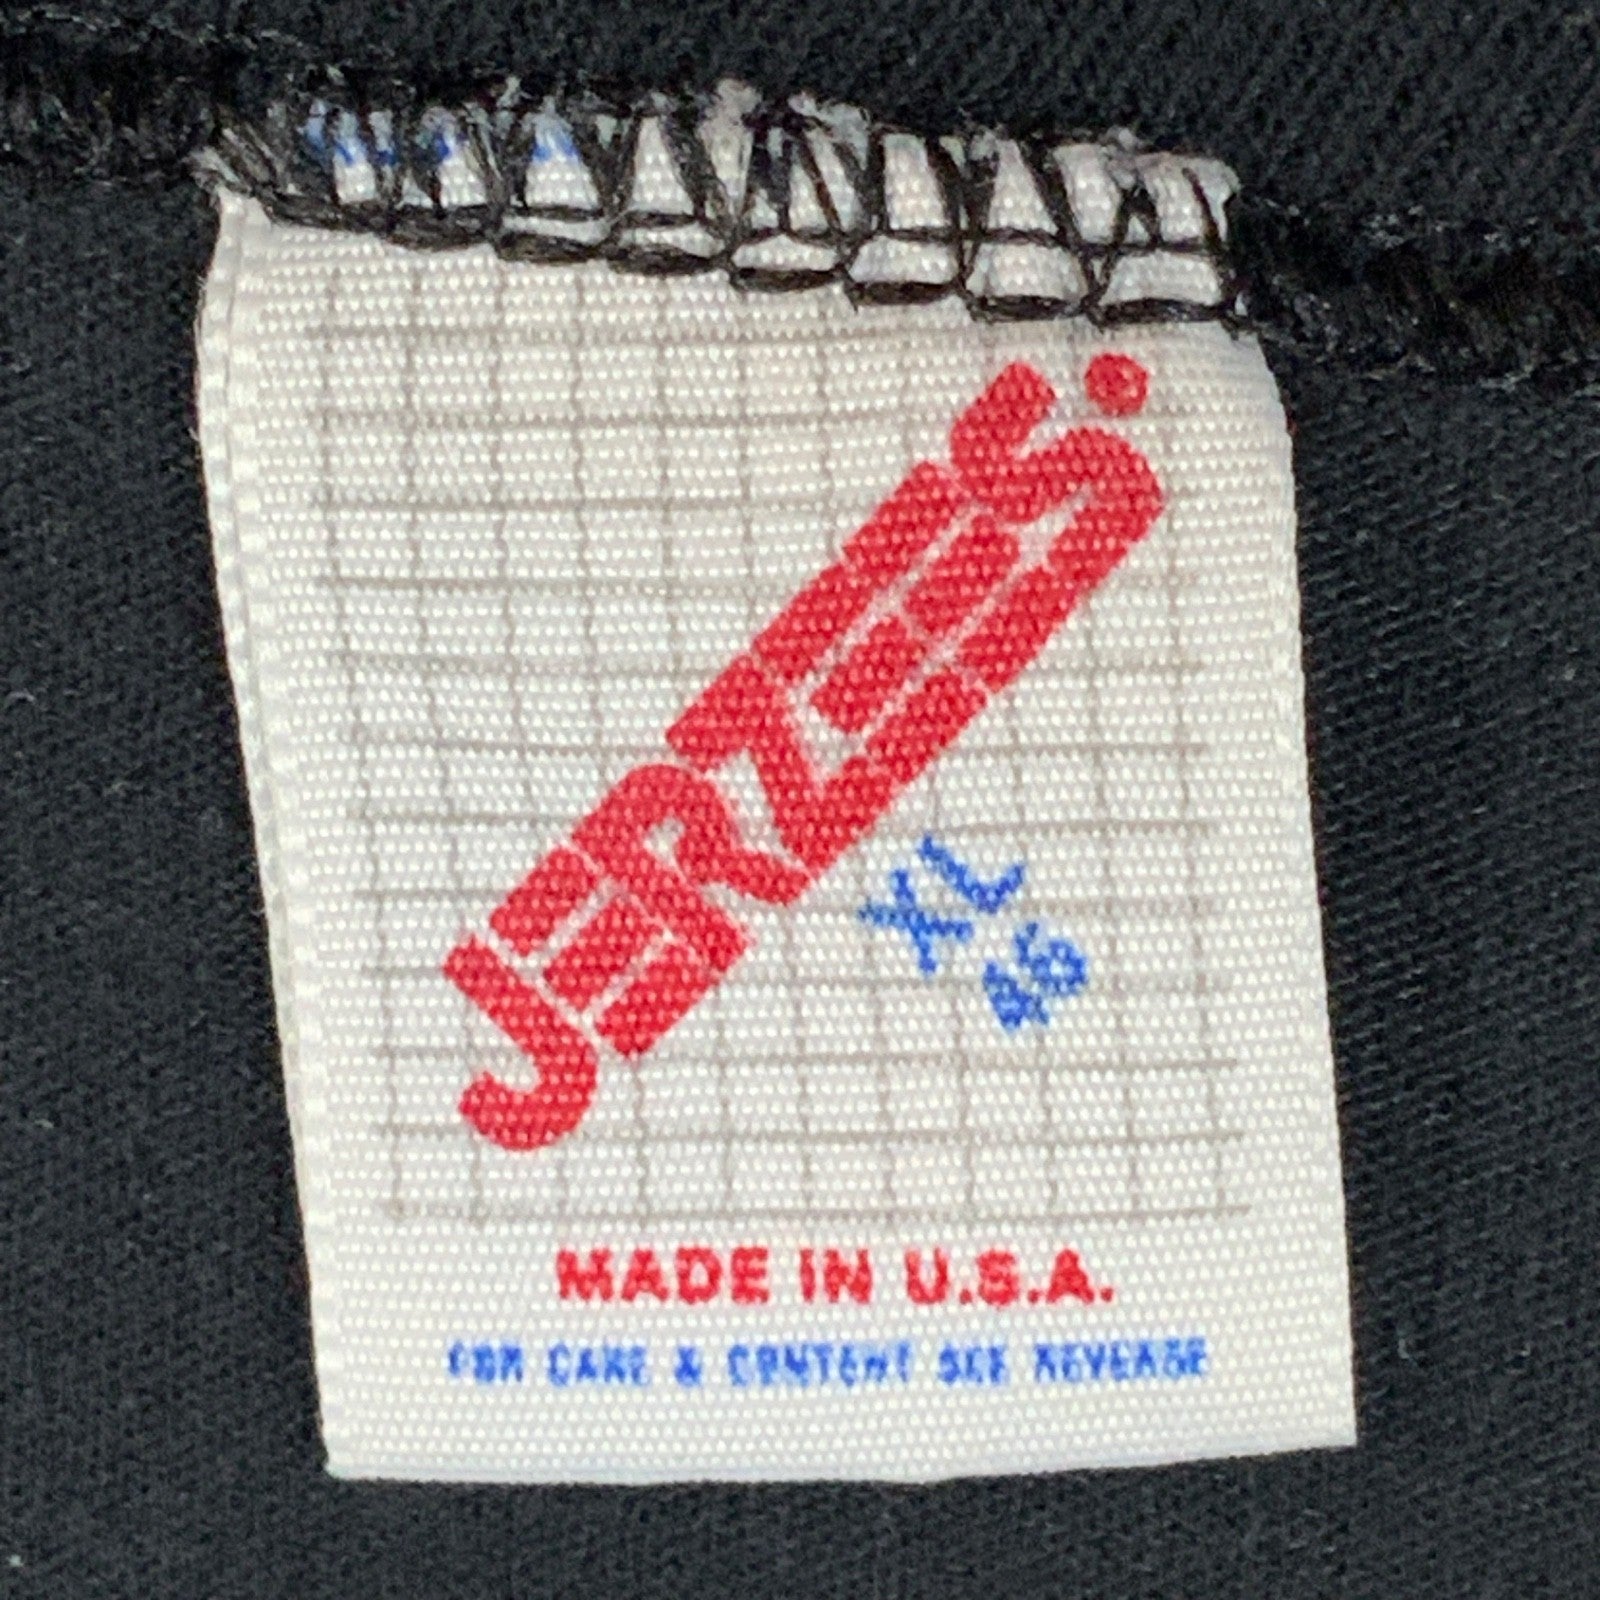 JERZEES.
XL
46
MADE IN U.S.A.
FOR CARE & CONTENT SEE REVERSE